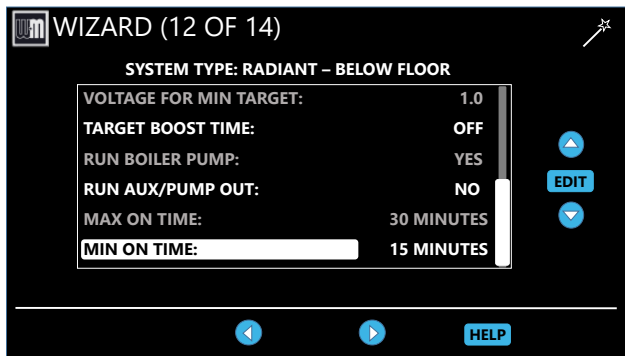 WM WIZARD (12 OF 14)
SYSTEM TYPE: RADIANT – BELOW FLOOR
VOLTAGE FOR MIN TARGET: 1.0
TARGET BOOST TIME: OFF
RUN BOILER PUMP: YES
RUN AUX/PUMP OUT: NO
MAX ON TIME: 30 MINUTES
MIN ON TIME: 15 MINUTES
EDIT
HELP